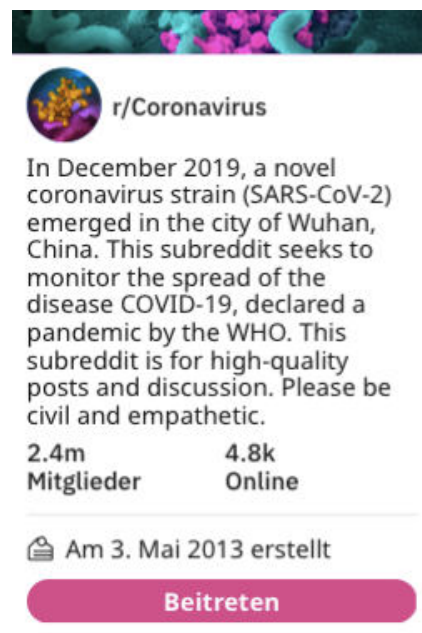 r/Coronavirus
In December 2019, a novel
coronavirus strain (SARS-CoV-2)
emerged in the city of Wuhan,
China. This subreddit seeks to
monitor the spread of the
disease COVID-19, declared a
pandemic by the WHO. This
subreddit is for high-quality
posts and discussion. Please be
civil and empathetic.
2.4m 4.8k
Mitglieder Online
Am 3. Mai 2013 erstellt
Beitreten